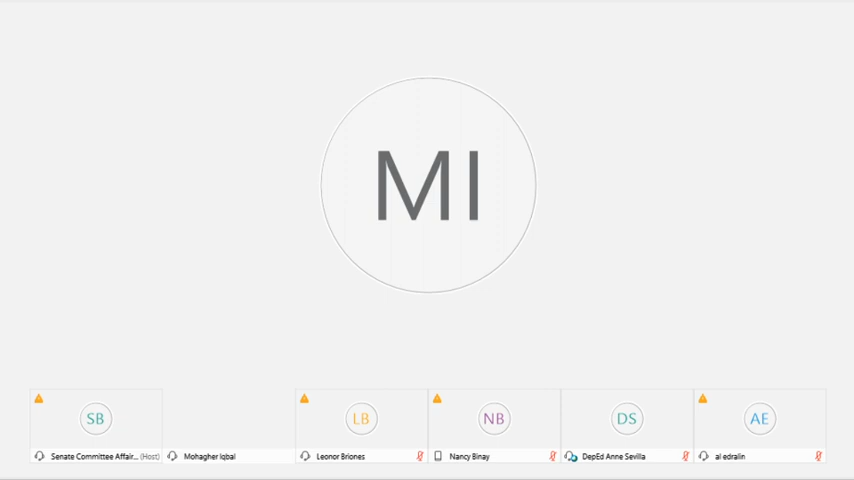 MI
SB
LB
NB
DS
AE
Senate Committee Affair... (Host)
Mohagher Iqbal
Leonor Briones
Nancy Binay
DepEd Anne Sevilla
al edralin